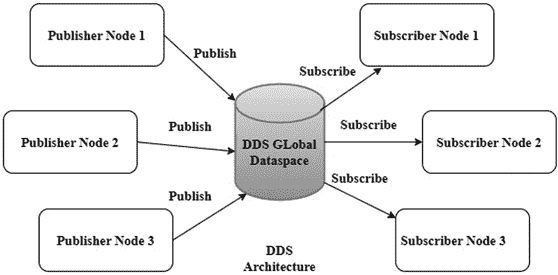 Publisher Node 1
Subscriber Node 1
Publish
Subscribe
Publisher Node 2
Publish
DDS GLobal
Dataspace
Subscribe
Subscriber Node 2
Publish
Subscribe
Publisher Node 3
Subscriber Node 3
DDS
Architecture